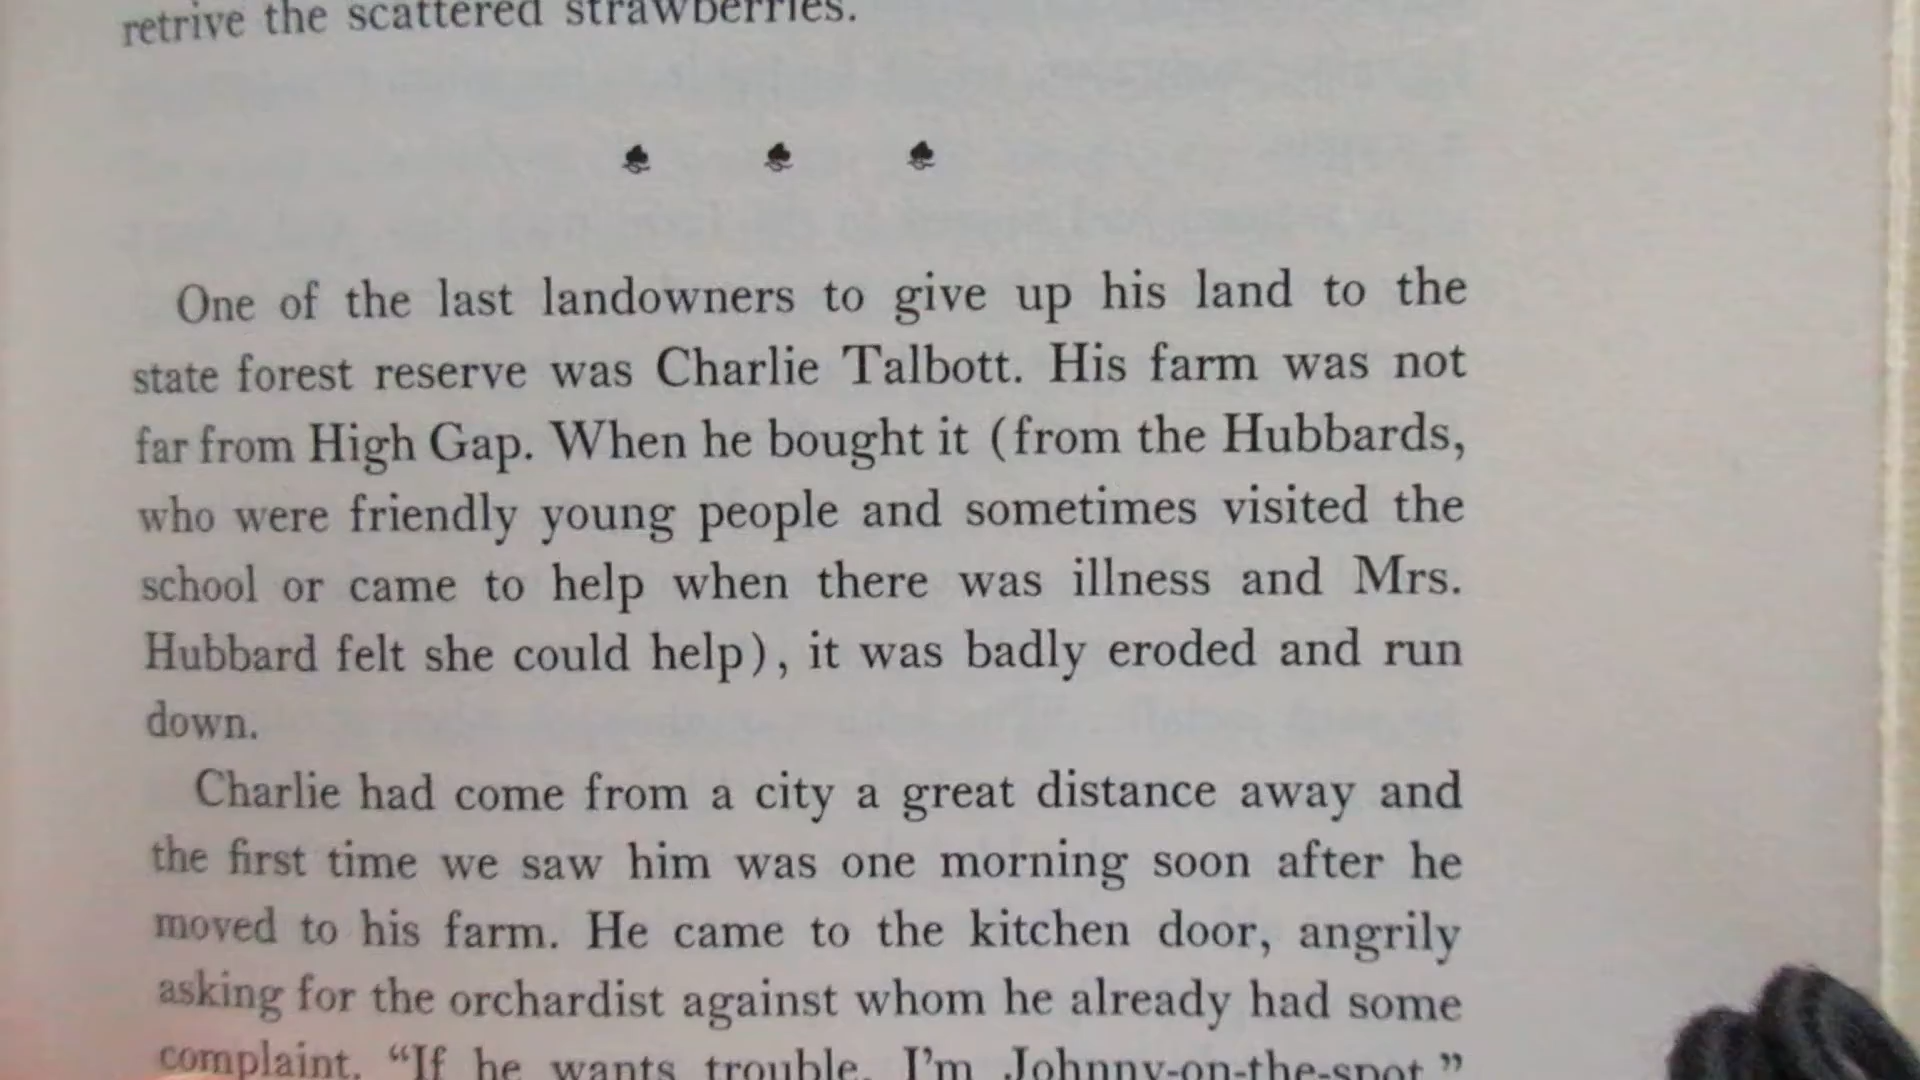 retrive the scattered strawberries.
One of the last landowners to give up his land to the
state forest reserve was Charlie Talbott. His farm was not
far from High Gap. When he bought it (from the Hubbards,
who were friendly young people and sometimes visited the
school or came to help when there was illness and Mrs.
Hubbard felt she could help), it was badly eroded and run
down.
Charlie had come from a city a great distance away and
the first time we saw him was one morning soon after he
moved to his farm. He came to the kitchen door, angrily
asking for the orchardist against whom he already had some
complaint. “If he wants trouble, I’m Johnny-on-the-spot.”